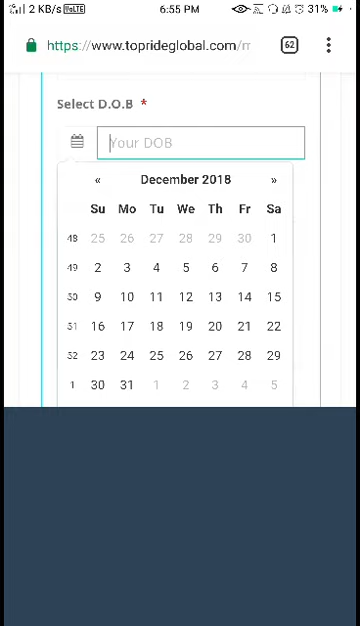 2 KB/s VoLTE 6:55 PM 31%
https://www.toprideglobal.com/m 62
Select D.O.B *
Your DOB
« December 2018 »
Su Mo Tu We Th Fr Sa
48 25 26 27 28 29 30 1
49 2 3 4 5 6 7 8
50 9 10 11 12 13 14 15
51 16 17 18 19 20 21 22
52 23 24 25 26 27 28 29
1 30 31 1 2 3 4 5